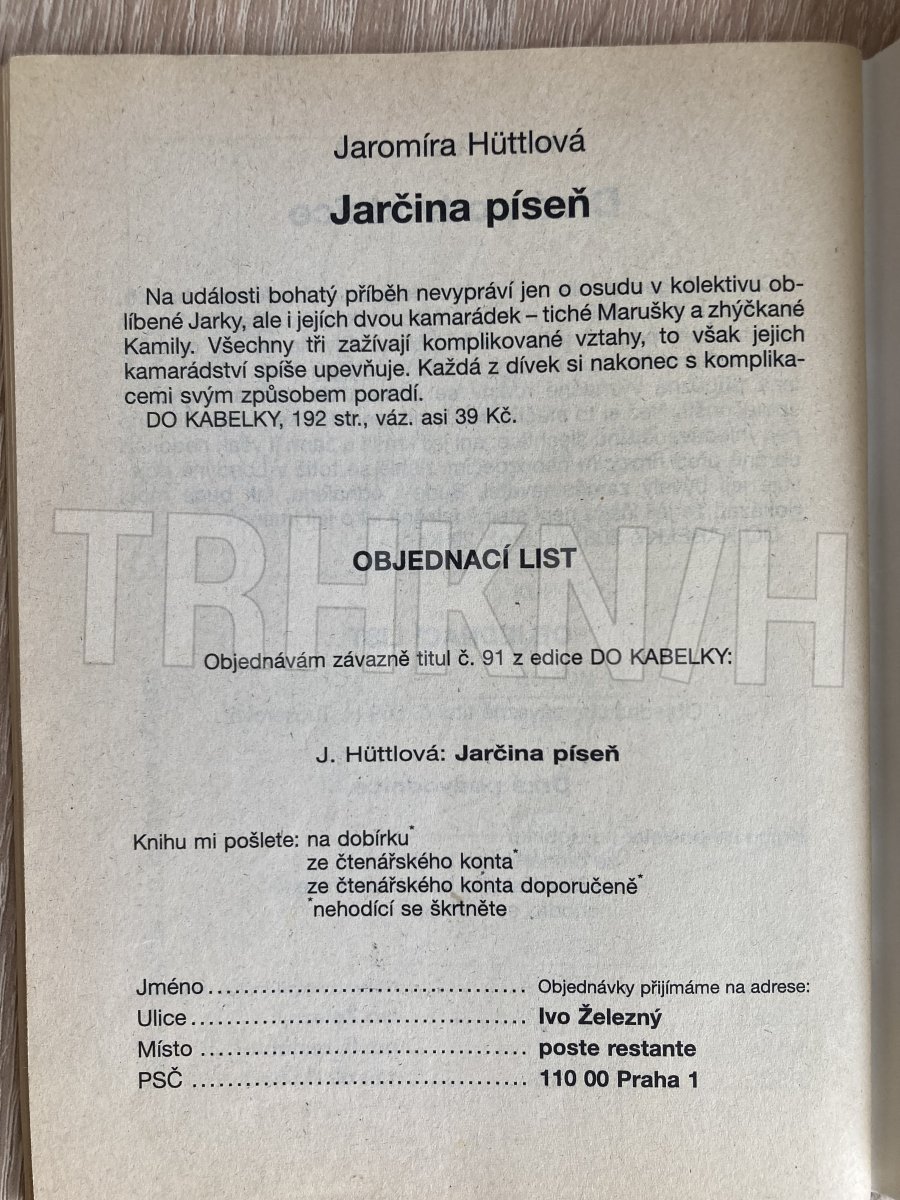 Jaromíra Hüttlová
Jarčina píseň
Na události bohatý příběh nevypráví jen o osudu v kolektivu ob-
líbené Jarky, ale i jejích dvou kamarádek – tiché Marušky a zhýčkané
Kamily. Všechny tři zažívají komplikované vztahy, to však jejich
kamarádství spíše upevňuje. Každá z dívek si nakonec s komplika-
cemi svým způsobem poradí.
DO KABELKY, 192 str., váz. asi 39 Kč.
TRHKNIH
OBJEDNACÍ LIST
Objednávám závazně titul č. 91 z edice DO KABELKY:
J. Hüttlová: Jarčina píseň
Knihu mi pošlete: na dobírku*
ze čtenářského konta*
ze čtenářského konta doporučeně*
*nehodící se škrtněte
Jméno .................................... Objednávky přijímáme na adrese:
Ulice ...................................... Ivo Železný
Místo ..................................... poste restante
PSČ ...................................... 110 00 Praha 1